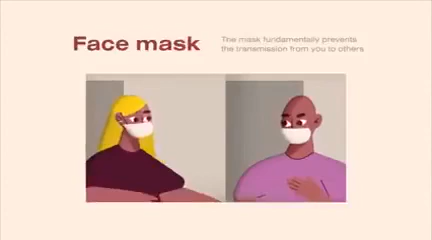 Face mask
The mask fundamentally prevents
the transmission from you to others